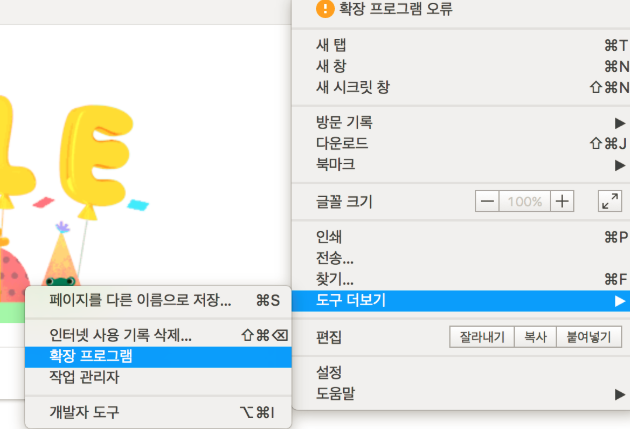 LE
확장 프로그램 오류
새 탭 ⌘T
새 창 ⌘N
새 시크릿 창 ⇧⌘N
방문 기록 ▶
다운로드 ⇧⌘J
북마크 ▶
글꼴 크기 — 100% +
인쇄 ⌘P
전송...
찾기... ⌘F
도구 더보기 ▶
편집 잘라내기 복사 붙여넣기
설정
도움말 ▶
페이지를 다른 이름으로 저장... ⌘S
인터넷 사용 기록 삭제... ⇧⌘⌫
확장 프로그램
작업 관리자
개발자 도구 ⌥⌘I